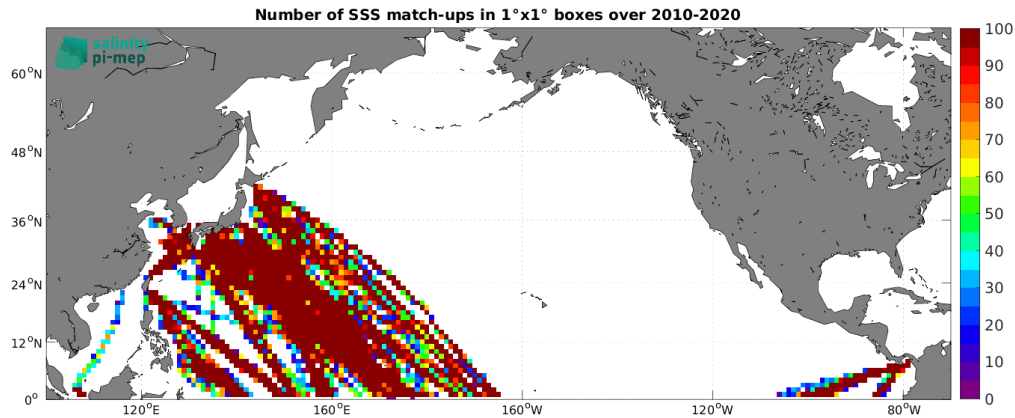 Number of SSS match-ups in 1°x1° boxes over 2010-2020
salinity
pi-mep
60°N
48°N
36°N
24°N
12°N
0°
120°E
160°E
160°W
120°W
80°W
100
90
80
70
60
50
40
30
20
10
0